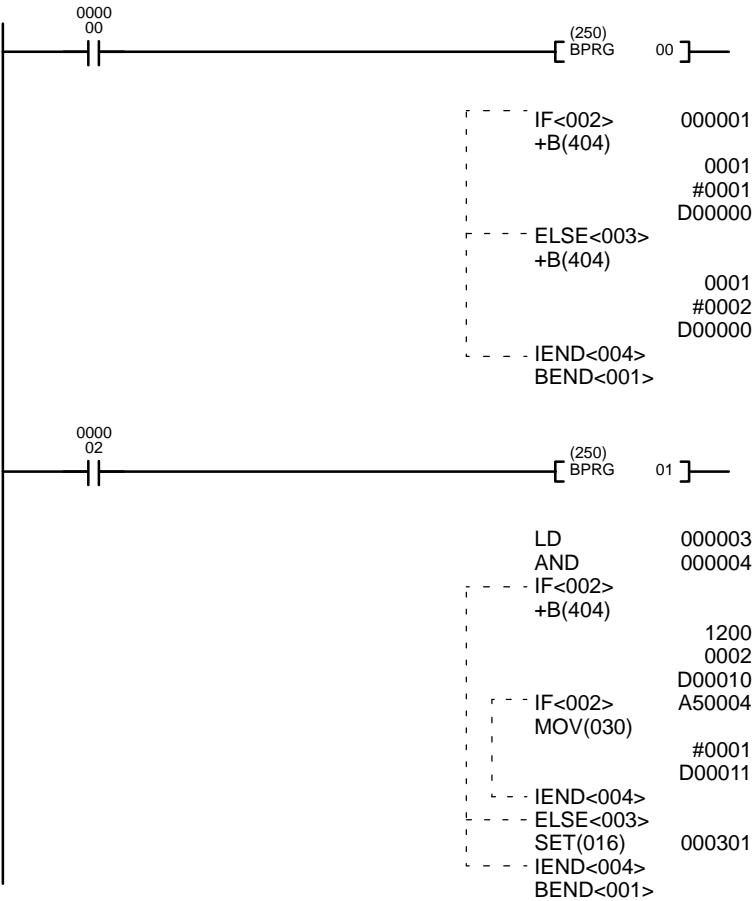 0000
00
(250)
BPRG 00
IF<002> 000001
+B(404)
0001
#0001
D00000
ELSE<003>
+B(404)
0001
#0002
D00000
IEND<004>
BEND<001>
0000
02
(250)
BPRG 01
LD 000003
AND 000004
IF<002>
+B(404)
1200
0002
D00010
IF<002> A50004
MOV(030)
#0001
D00011
IEND<004>
ELSE<003>
SET(016) 000301
IEND<004>
BEND<001>